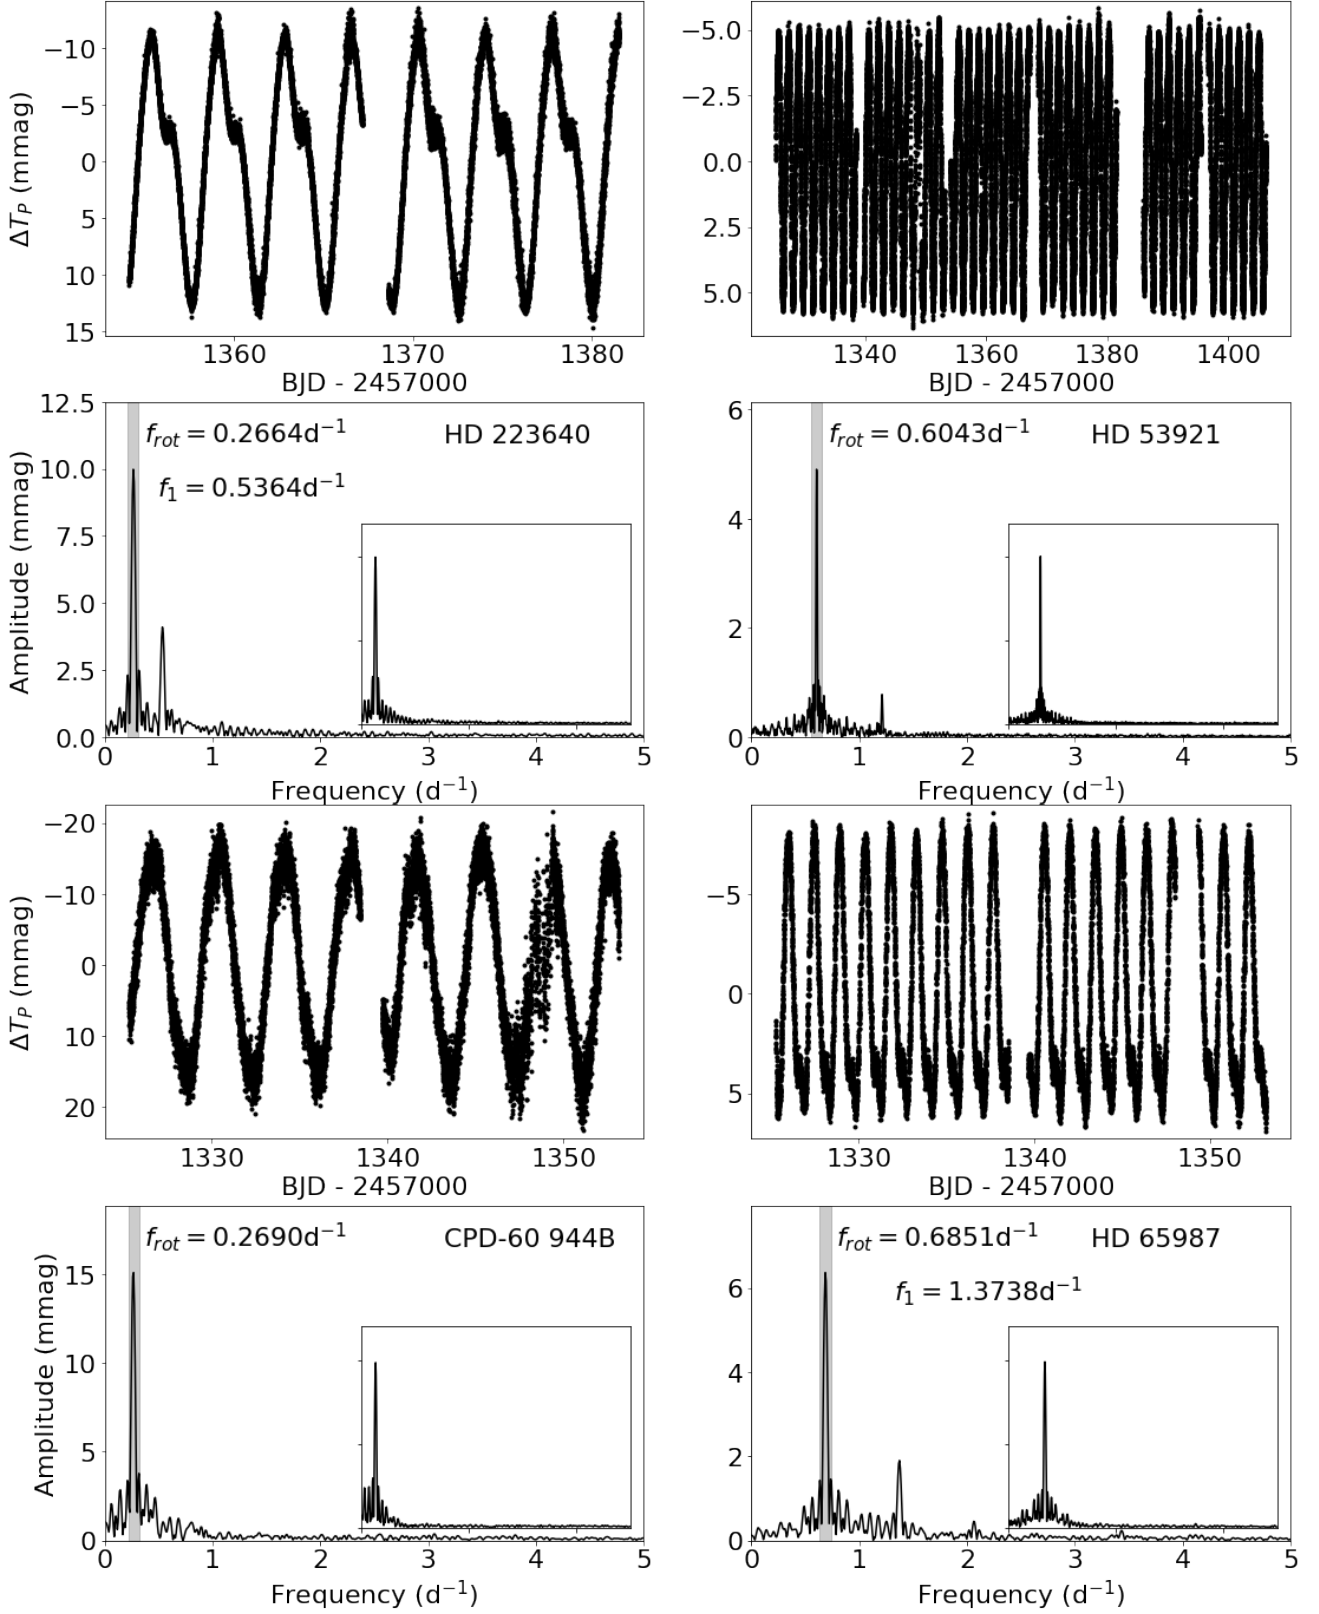 −10
−5
0
5
10
15
ΔT_P (mmag)
1360 1370 1380
BJD - 2457000
−5.0
−2.5
0.0
2.5
5.0
1340 1360 1380 1400
BJD - 2457000
12.5
10.0
7.5
5.0
2.5
0.0
Amplitude (mmag)
f_rot = 0.2664d⁻¹ HD 223640
f_1 = 0.5364d⁻¹
0 1 2 3 4 5
Frequency (d⁻¹)
6
4
2
0
f_rot = 0.6043d⁻¹ HD 53921
0 1 2 3 4 5
Frequency (d⁻¹)
−20
−10
0
10
20
ΔT_P (mmag)
1330 1340 1350
BJD - 2457000
−5
0
5
1330 1340 1350
BJD - 2457000
15
10
5
0
Amplitude (mmag)
f_rot = 0.2690d⁻¹ CPD-60 944B
0 1 2 3 4 5
Frequency (d⁻¹)
6
4
2
0
f_rot = 0.6851d⁻¹ HD 65987
f_1 = 1.3738d⁻¹
0 1 2 3 4 5
Frequency (d⁻¹)